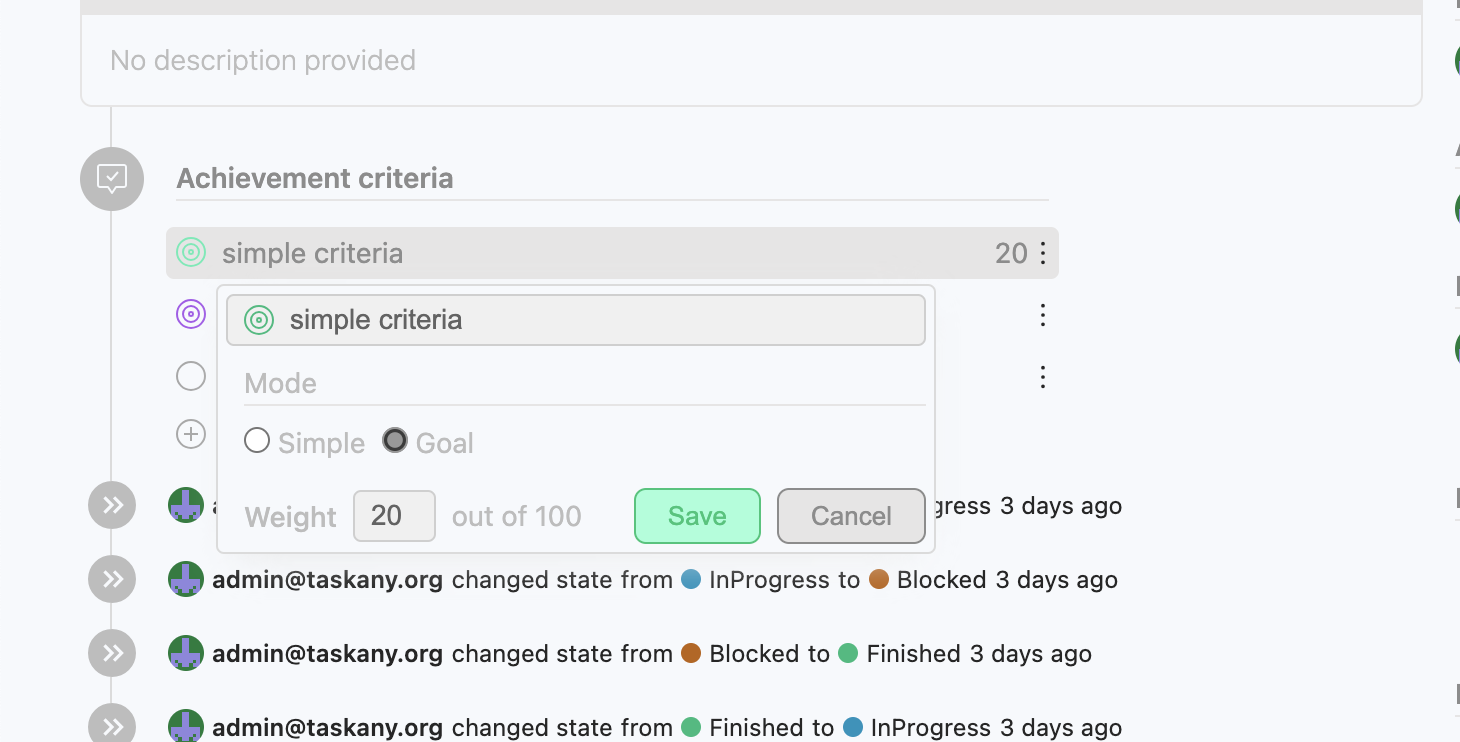 No description provided
Achievement criteria
simple criteria 20
simple criteria
Mode
Simple Goal
Weight 20 out of 100 Save Cancel
3 days ago
admin@taskany.org changed state from InProgress to Blocked 3 days ago
admin@taskany.org changed state from Blocked to Finished 3 days ago
admin@taskany.org changed state from Finished to InProgress 3 days ago